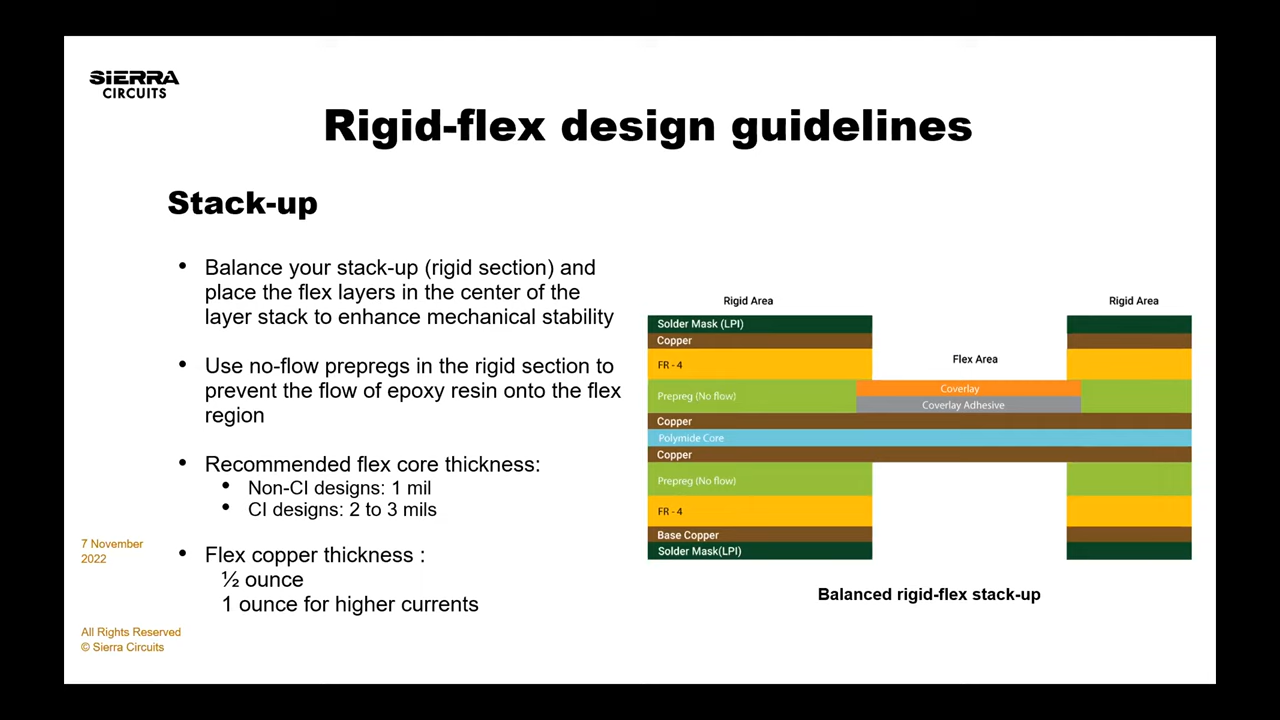 SiERRA
CIRCUITS
Rigid-flex design guidelines
Stack-up
• Balance your stack-up (rigid section) and
place the flex layers in the center of the
layer stack to enhance mechanical stability
• Use no-flow prepregs in the rigid section to
prevent the flow of epoxy resin onto the flex
region
• Recommended flex core thickness:
• Non-CI designs: 1 mil
• CI designs: 2 to 3 mils
• Flex copper thickness :
½ ounce
1 ounce for higher currents
Rigid Area
Rigid Area
Flex Area
Solder Mask (LPI)
Copper
FR - 4
Prepreg (No flow)
Coverlay
Coverlay Adhesive
Copper
Polymide Core
Copper
Prepreg (No flow)
FR - 4
Base Copper
Solder Mask(LPI)
Balanced rigid-flex stack-up
7 November
2022
All Rights Reserved
© Sierra Circuits